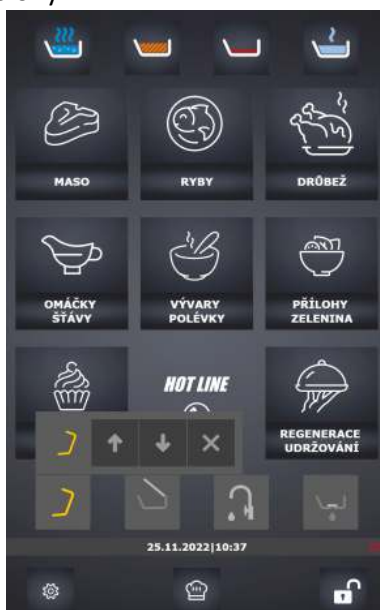 MASO
RYBY
DRŮBEŽ
OMÁČKY
ŠŤÁVY
VÝVARY
POLÉVKY
PŘÍLOHY
ZELENINA
HOT LINE
REGENERACE
UDRŽOVÁNÍ
25.11.2022|10:37